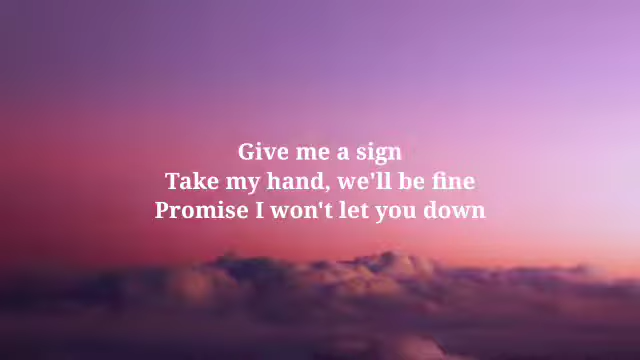 Give me a sign
Take my hand, we'll be fine
Promise I won't let you down